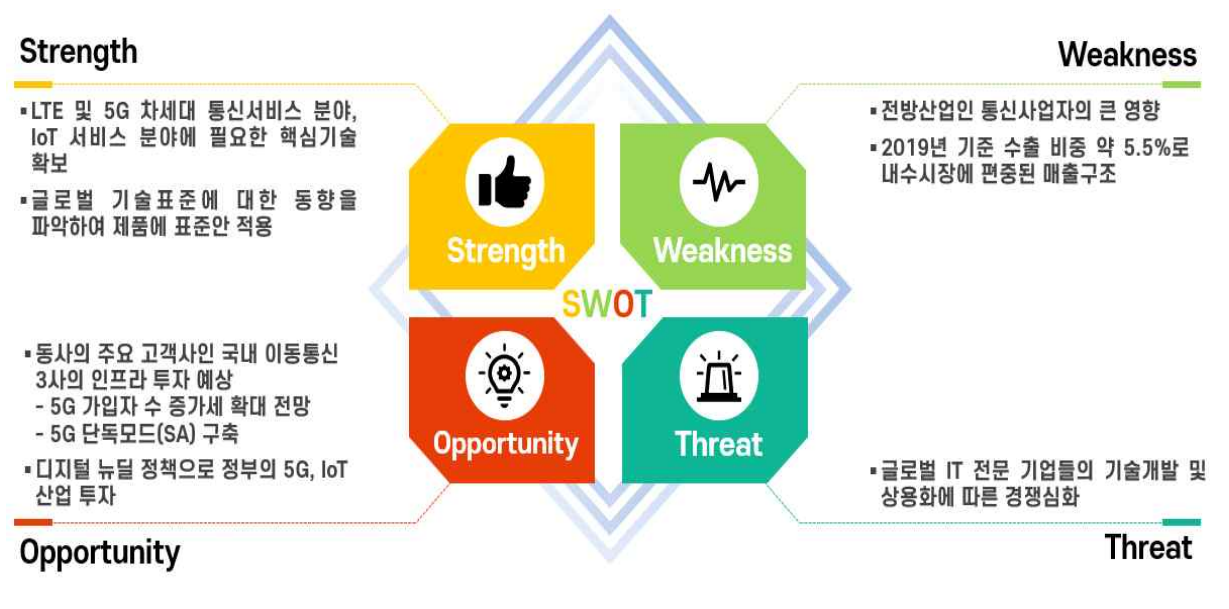 Strength
▪LTE 및 5G 차세대 통신서비스 분야,
IoT 서비스 분야에 필요한 핵심기술
확보
▪글로벌 기술표준에 대한 동향을
파악하여 제품에 표준안 적용
Weakness
▪전방산업인 통신사업자의 큰 영향
▪2019년 기준 수출 비중 약 5.5%로
내수시장에 편중된 매출구조
Strength
Weakness
SWOT
Opportunity
Threat
▪동사의 주요 고객사인 국내 이동통신
3사의 인프라 투자 예상
- 5G 가입자 수 증가세 확대 전망
- 5G 단독모드(SA) 구축
▪디지털 뉴딜 정책으로 정부의 5G, IoT
산업 투자
Opportunity
▪글로벌 IT 전문 기업들의 기술개발 및
상용화에 따른 경쟁심화
Threat